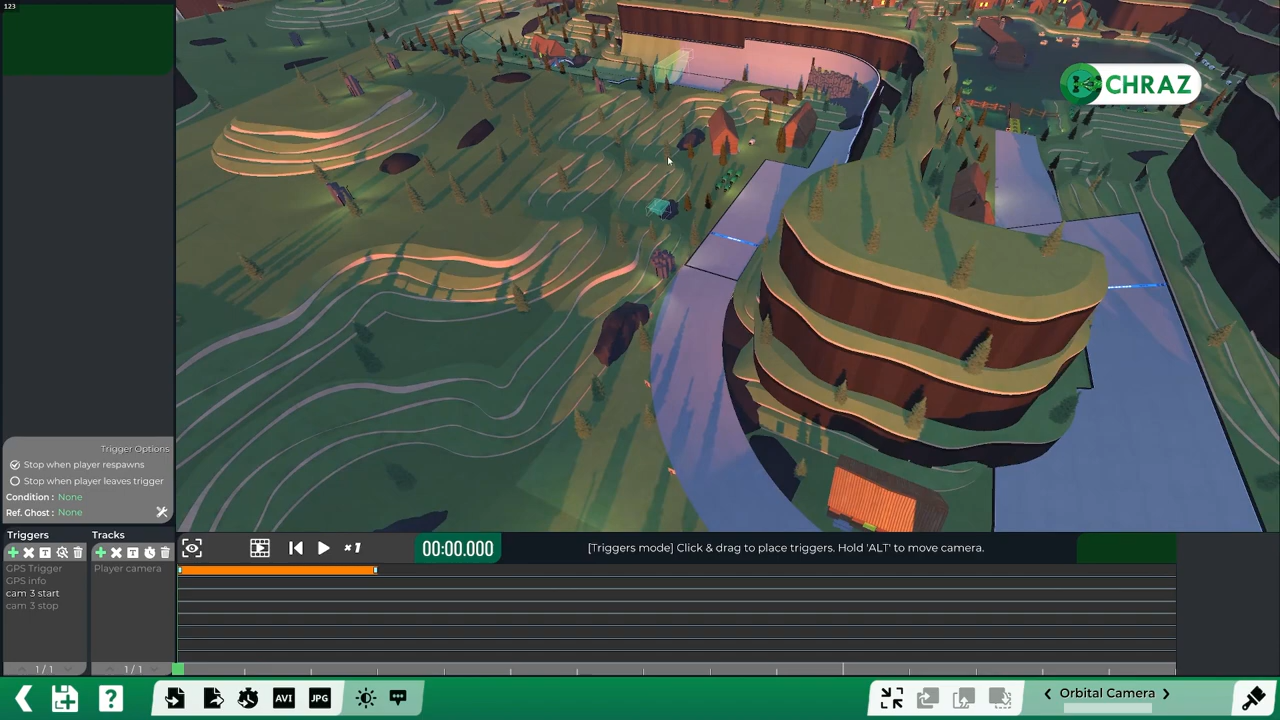 123
CHRAZ
Trigger Options
Stop when player respawns
Stop when player leaves trigger
Condition : None
Ref. Ghost : None
Triggers
Tracks
GPS Trigger
GPS info
cam 3 start
cam 3 stop
Player camera
1 / 1
1 / 1
x 1
00:00.000
[Triggers mode] Click & drag to place triggers. Hold 'ALT' to move camera.
AVI
JPG
Orbital Camera